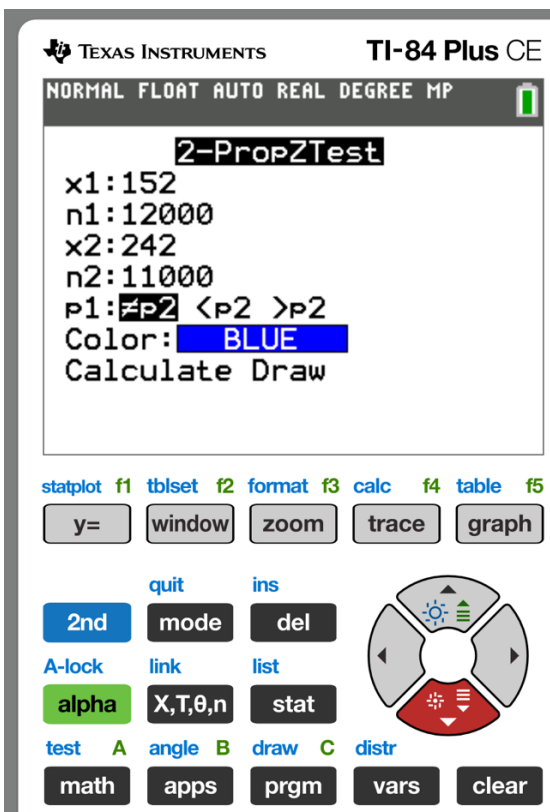 TEXAS INSTRUMENTS TI-84 Plus CE
NORMAL FLOAT AUTO REAL DEGREE MP
2-PropZTest
x1:152
n1:12000
x2:242
n2:11000
p1:≠p2 <p2 >p2
Color: BLUE
Calculate Draw
statplot f1 tblset f2 format f3 calc f4 table f5
y= window zoom trace graph
quit ins
2nd mode del
A-lock link list
alpha X,T,θ,n stat
test A angle B draw C distr
math apps prgm vars clear